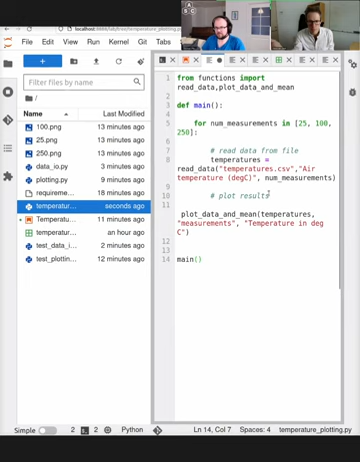 localhost:8888/lab/tree/temperature_plotting.py
File Edit View Run Kernel Git Tabs
Filter files by name
/
Name Last Modified
100.png 13 minutes ago
25.png 13 minutes ago
250.png 13 minutes ago
data_io.py 3 minutes ago
plotting.py 9 minutes ago
requireme... 18 minutes ago
temperatur... seconds ago
Temperatu... 11 minutes ago
temperatur... an hour ago
test_data_i... 2 minutes ago
test_plottin... 12 minutes ago
1 from functions import
read_data,plot_data_and_mean
2
3 def main():
4
5 for num_measurements in [25, 100,
250]:
6
7 # read data from file
8 temperatures =
read_data("temperatures.csv","Air
temperature (degC)", num_measurements)
9
10 # plot results
11
plot_data_and_mean(temperatures,
"measurements", "Temperature in deg
C")
12
13
14 main()
Simple 2 2 Python Ln 14, Col 7 Spaces: 4 temperature_plotting.py